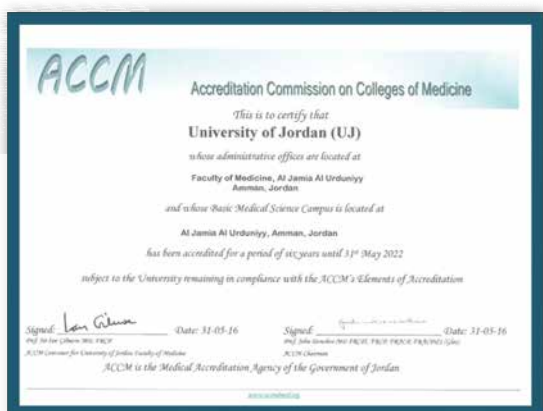 ACCM
Accreditation Commission on Colleges of Medicine
This is to certify that
University of Jordan (UJ)
whose administrative offices are located at
Faculty of Medicine, Al Jamia Al Urduniyy
Amman, Jordan
and whose Basic Medical Science Campus is located at
Al Jamia Al Urduniyy, Amman, Jordan
has been accredited for a period of six years until 31st May 2022
subject to the University remaining in compliance with the ACCM's Elements of Accreditation
Signed: Date: 31-05-16 Signed: Date: 31-05-16
ACCM Chairman
ACCM is the Medical Accreditation Agency of the Government of Jordan